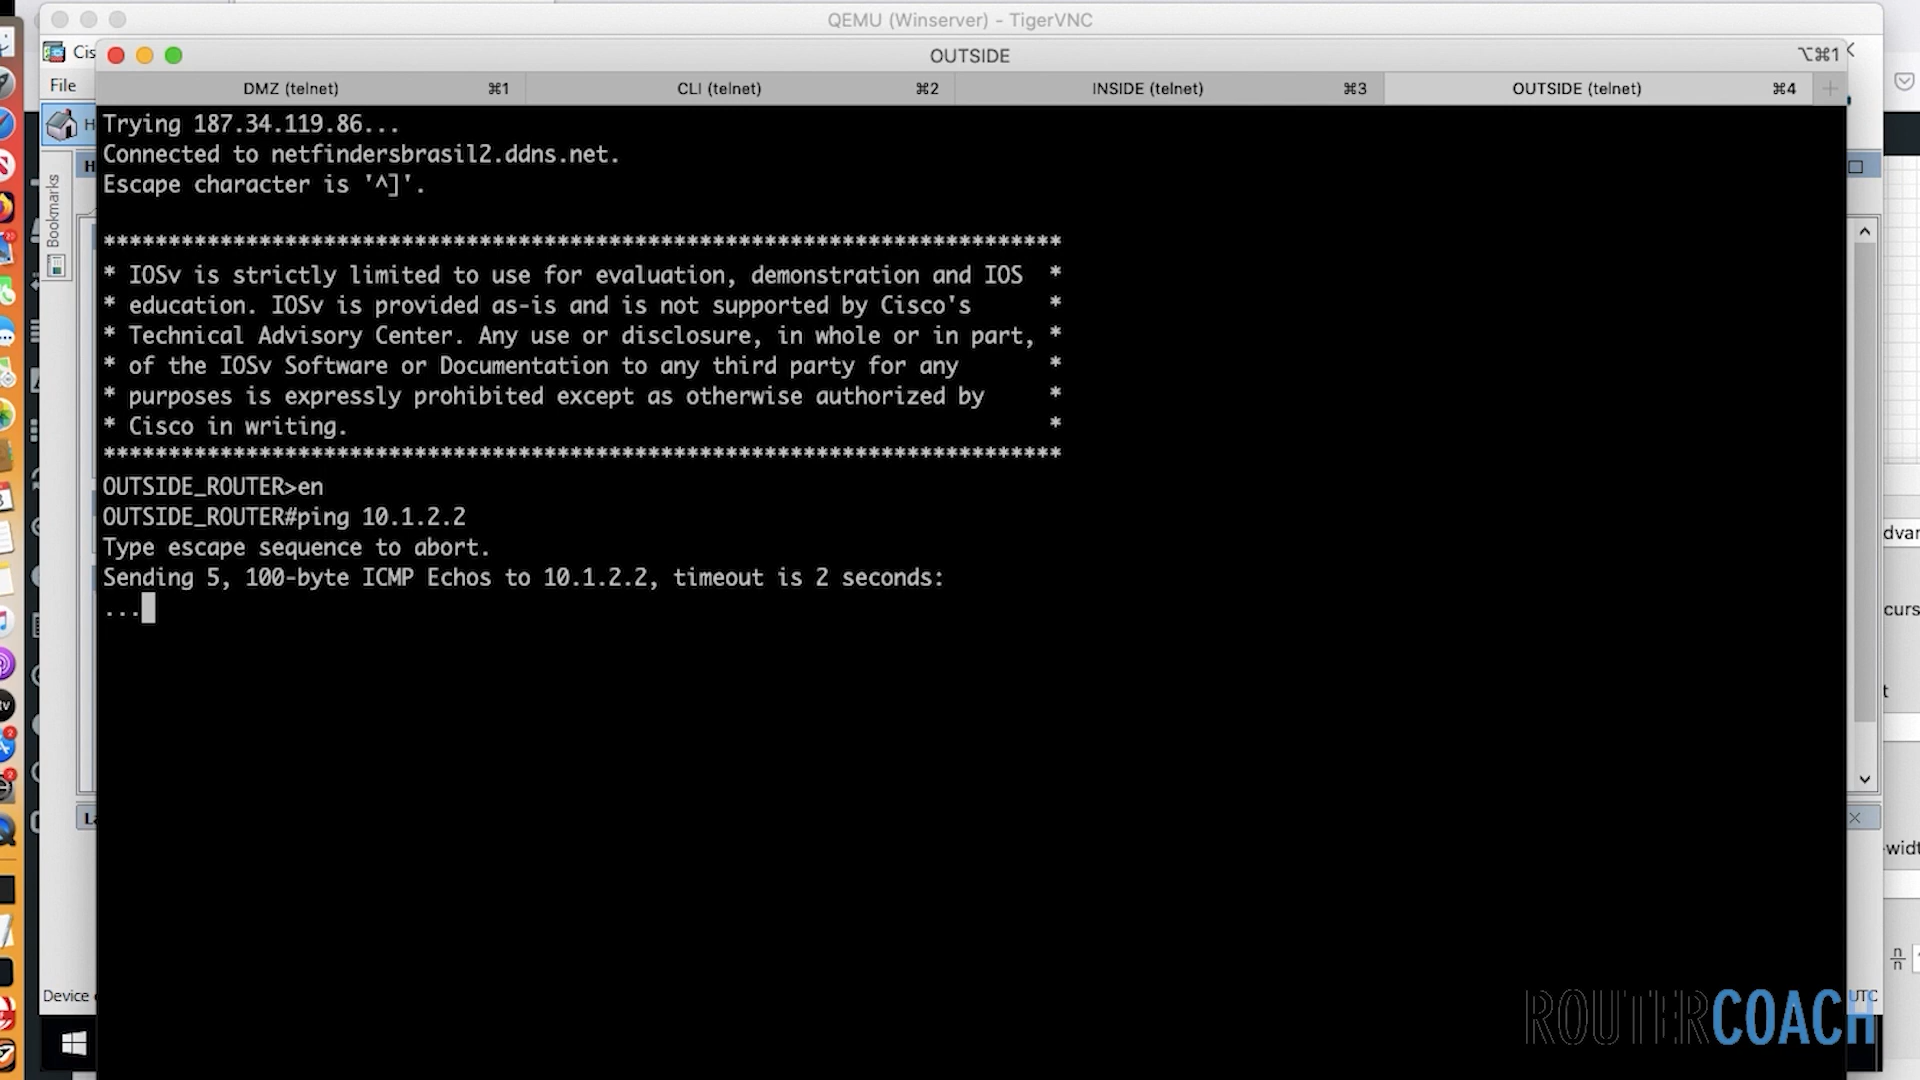 QEMU (Winserver) - TigerVNC
Cis
OUTSIDE
⌥⌘1
File
DMZ (telnet) ⌘1
CLI (telnet) ⌘2
INSIDE (telnet) ⌘3
OUTSIDE (telnet) ⌘4
Bookmarks
Trying 187.34.119.86...
Connected to netfindersbrasil2.ddns.net.
Escape character is '^]'.
**************************************************************************
* IOSv is strictly limited to use for evaluation, demonstration and IOS  *
* education. IOSv is provided as-is and is not supported by Cisco's      *
* Technical Advisory Center. Any use or disclosure, in whole or in part, *
* of the IOSv Software or Documentation to any third party for any       *
* purposes is expressly prohibited except as otherwise authorized by     *
* Cisco in writing.                                                      *
**************************************************************************
OUTSIDE_ROUTER>en
OUTSIDE_ROUTER#ping 10.1.2.2
Type escape sequence to abort.
Sending 5, 100-byte ICMP Echos to 10.1.2.2, timeout is 2 seconds:
...
Device
UTC
ROUTERCOACH